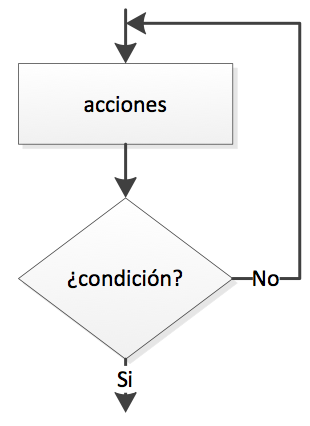 acciones
¿condición?
No
Si